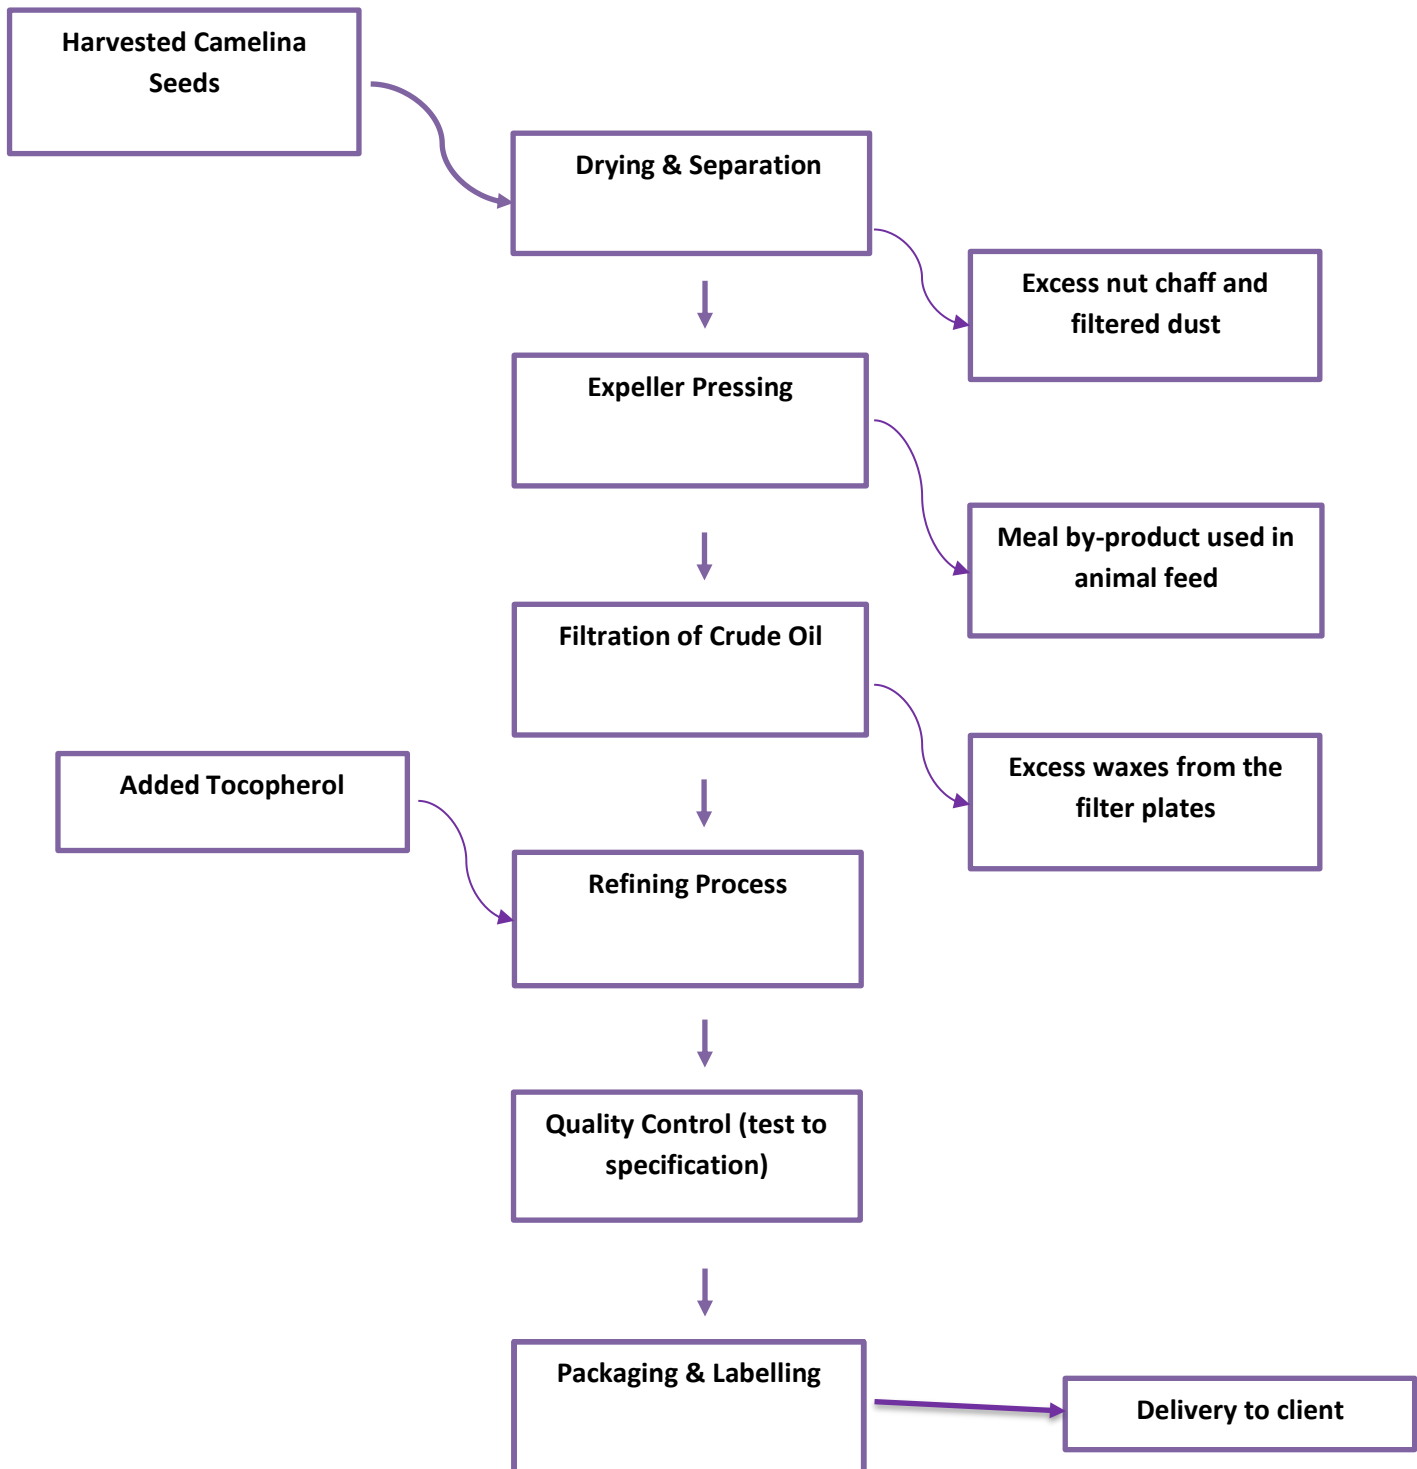 Harvested Camelina
Seeds
Drying & Separation
Excess nut chaff and
filtered dust
Expeller Pressing
Meal by-product used in
animal feed
Filtration of Crude Oil
Excess waxes from the
filter plates
Added Tocopherol
Refining Process
Quality Control (test to
specification)
Packaging & Labelling
Delivery to client